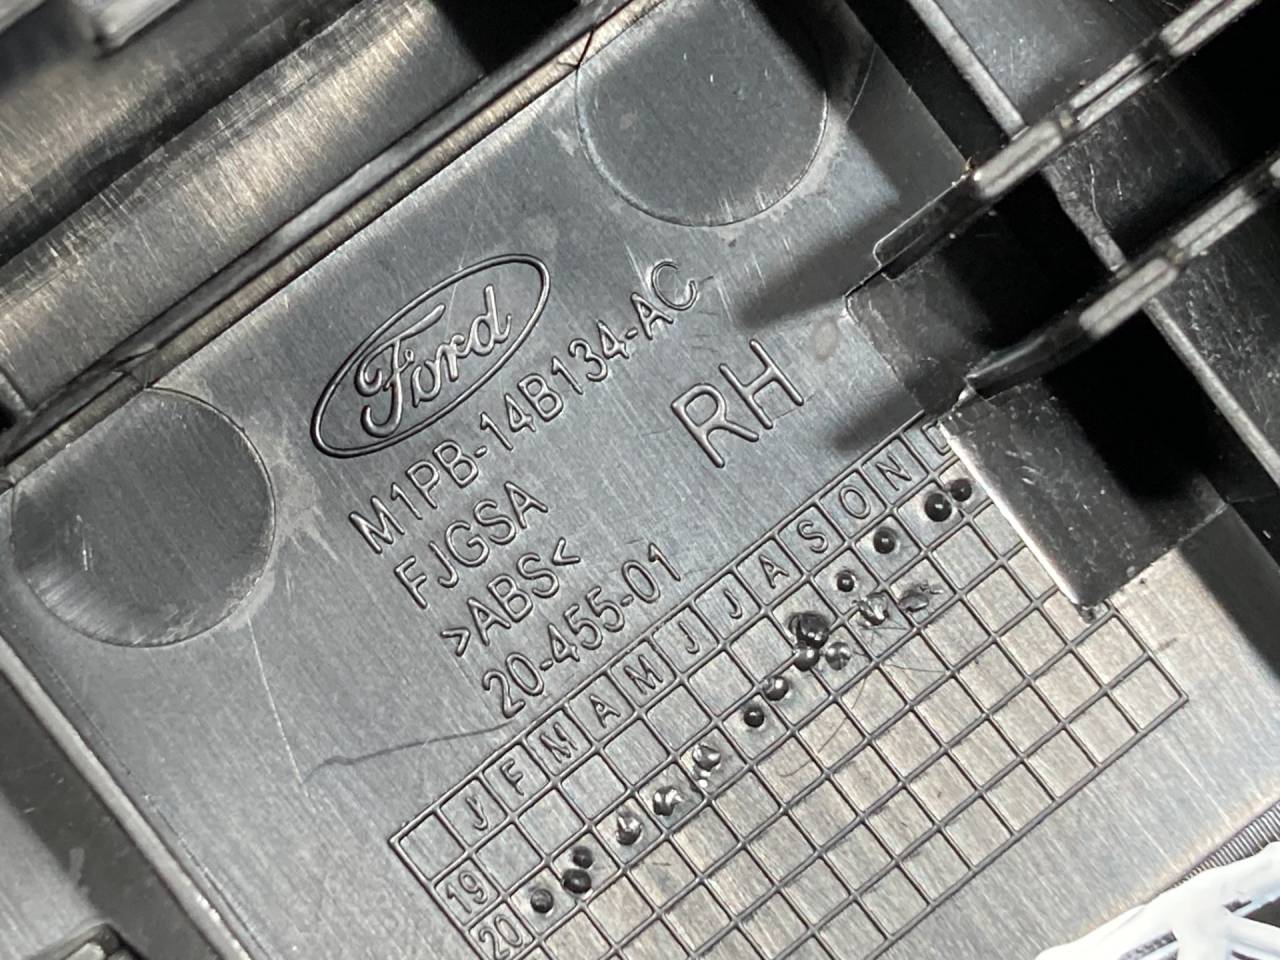 Ford
M1PB-14B134-AC
RH
FJGSA
>ABS<
20-455-01
J F M A M J J A S O N D
19
20